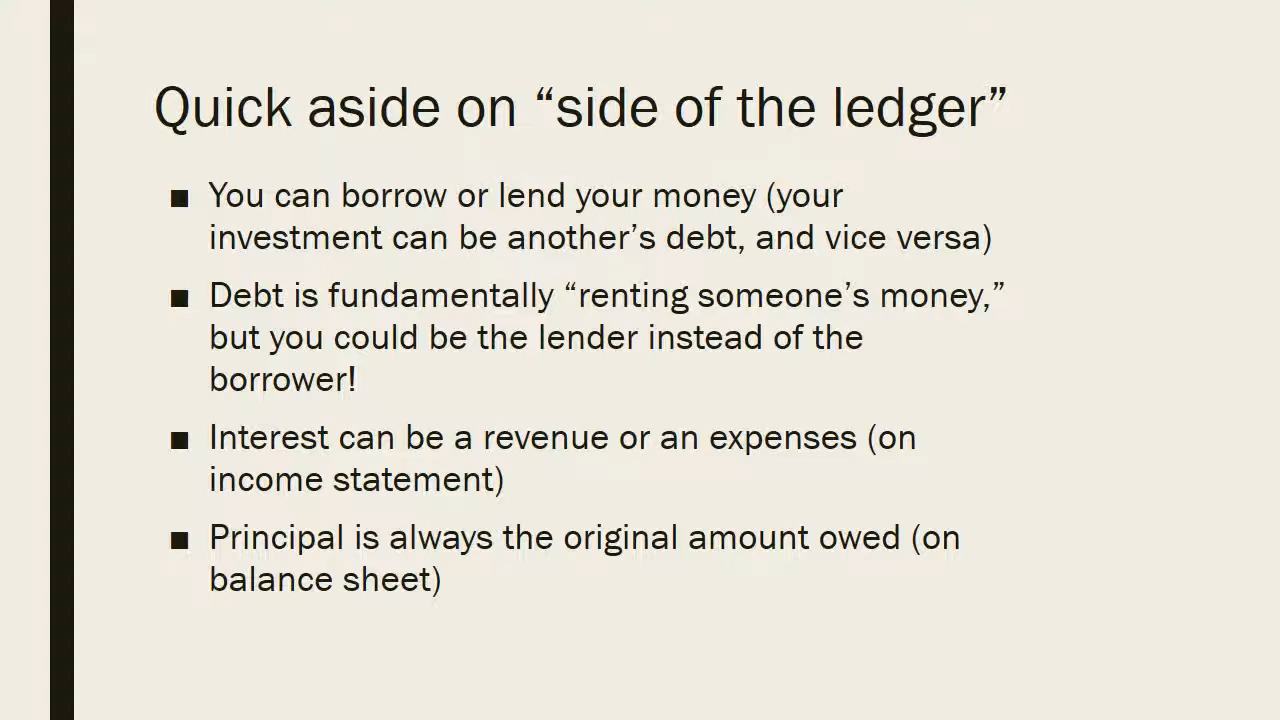 Quick aside on “side of the ledger”
■ You can borrow or lend your money (your
investment can be another’s debt, and vice versa)
■ Debt is fundamentally “renting someone’s money,”
but you could be the lender instead of the
borrower!
■ Interest can be a revenue or an expenses (on
income statement)
■ Principal is always the original amount owed (on
balance sheet)